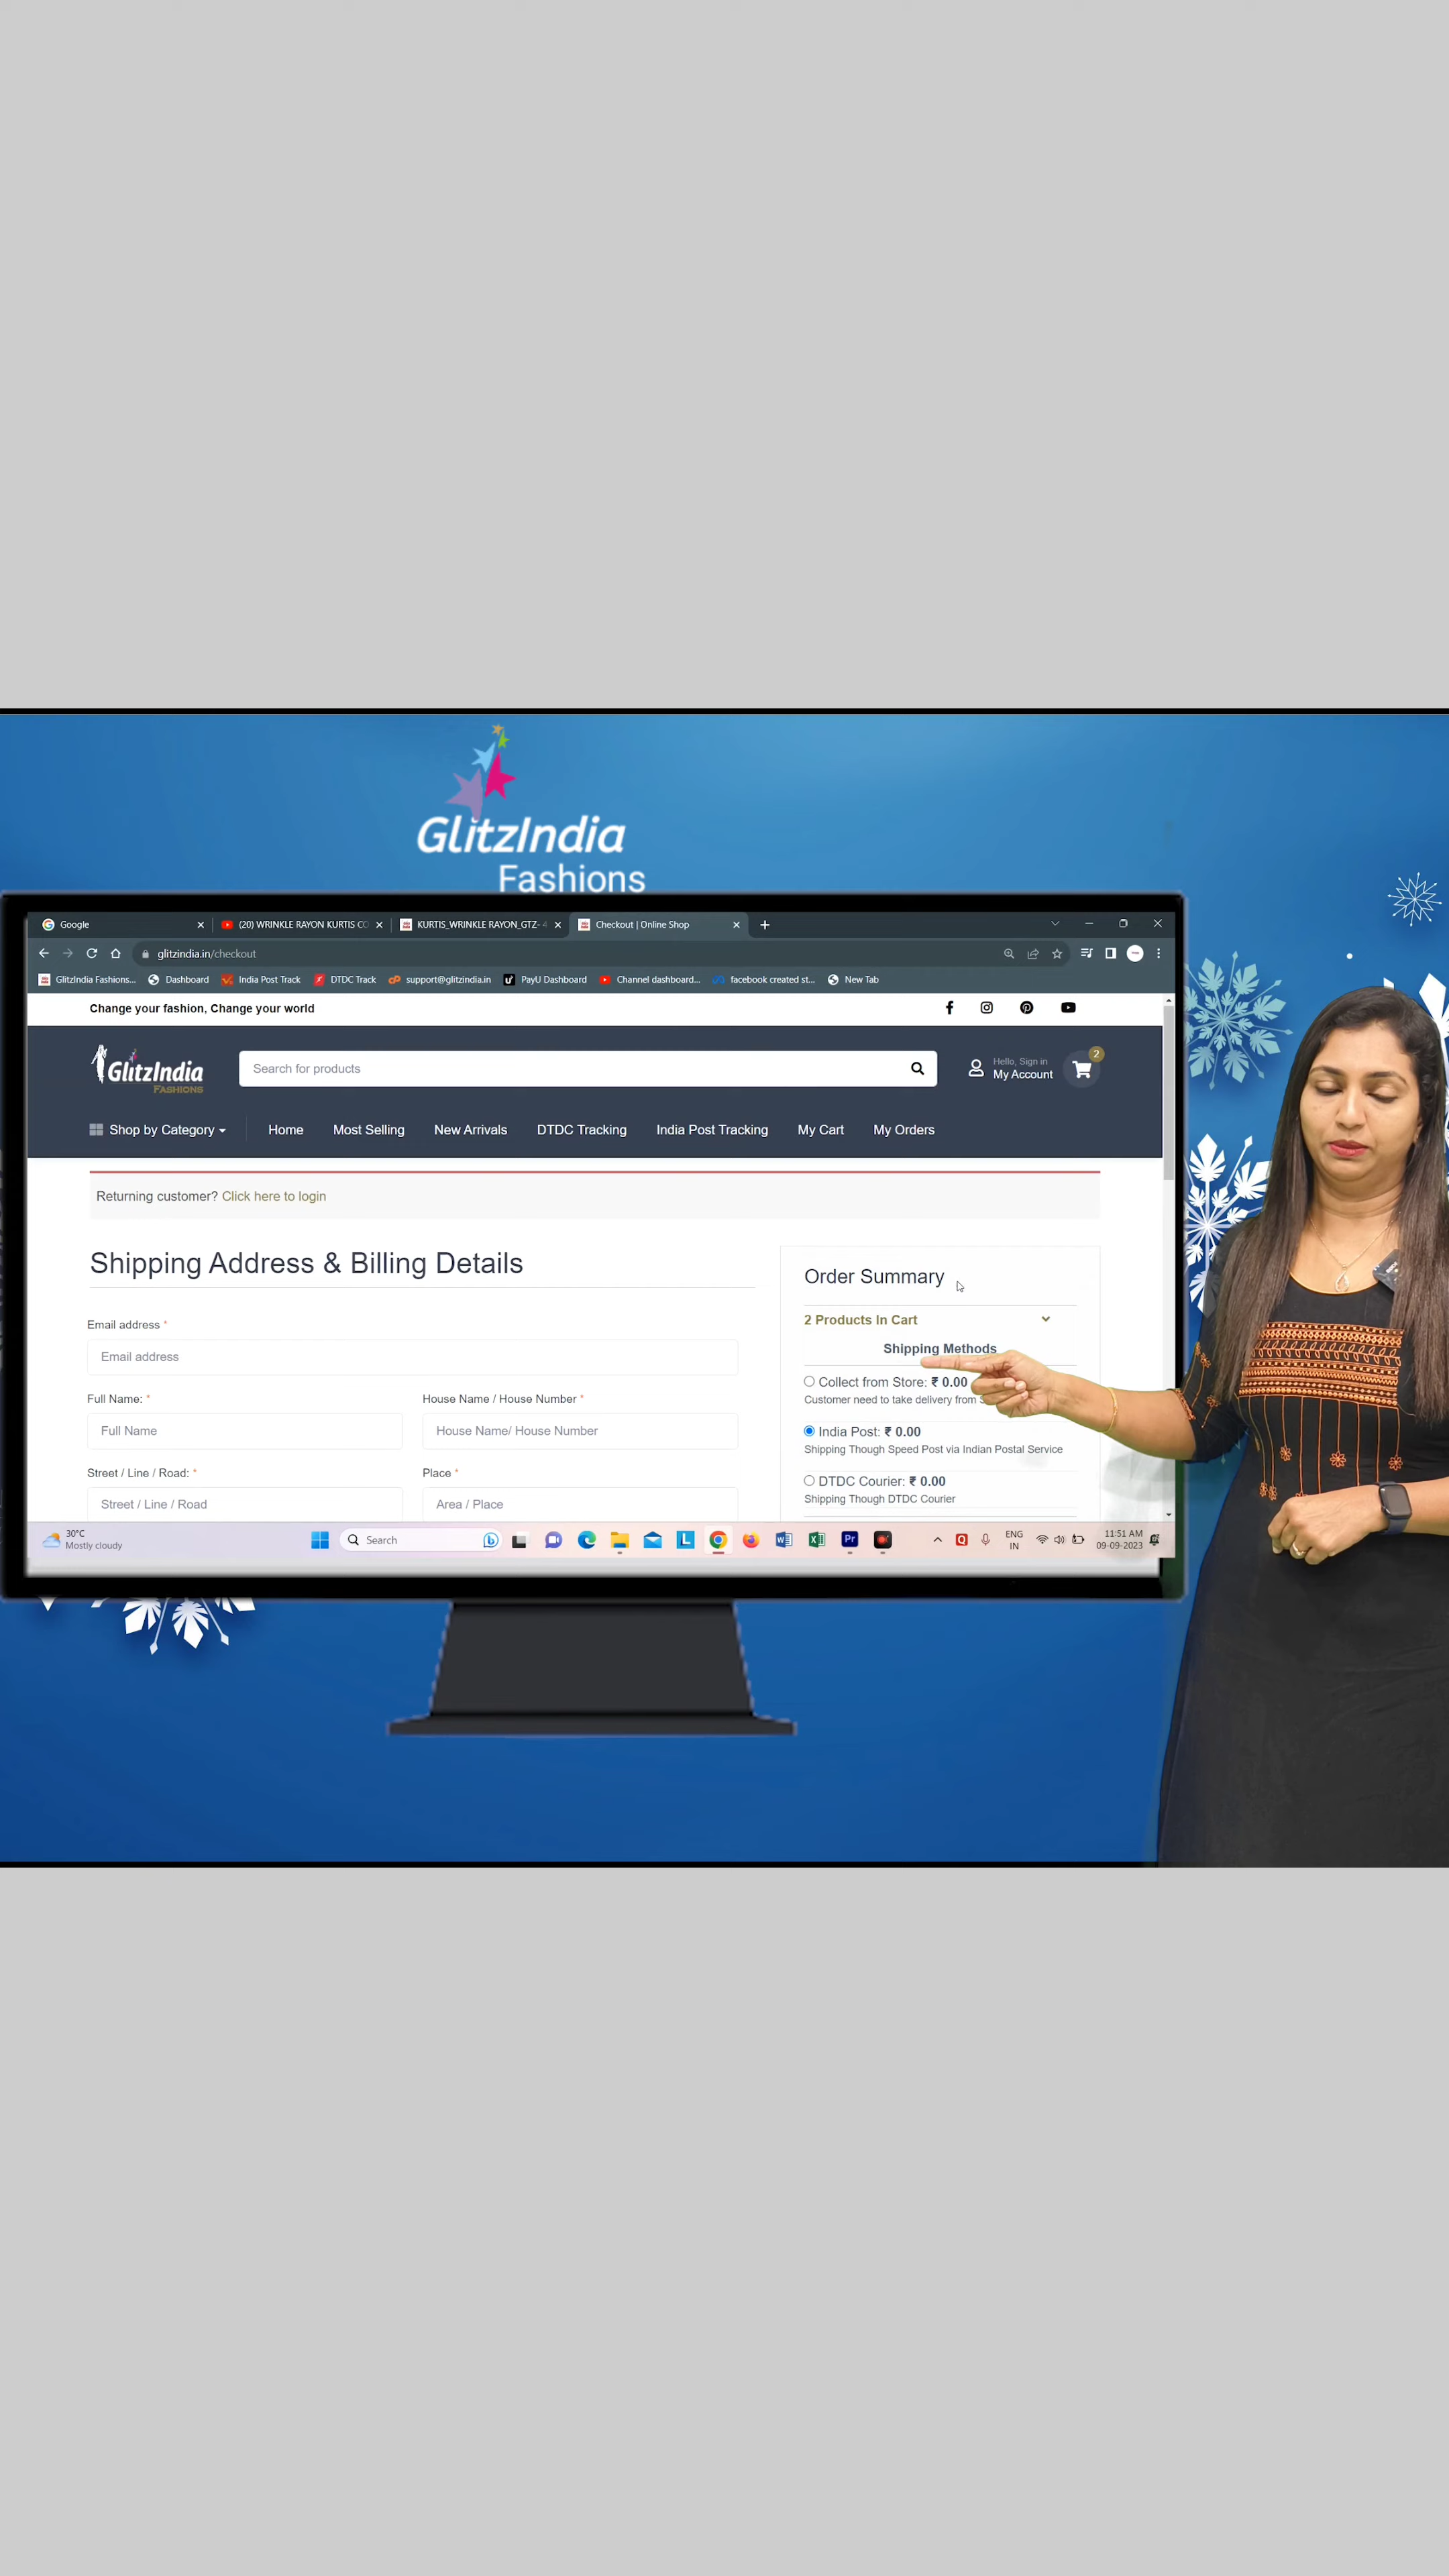 GlitzIndia
Fashions
Google
(20) WRINKLE RAYON KURTIS CO
KURTIS_WRINKLE RAYON_GTZ- 4
Checkout | Online Shop
glitzindia.in/checkout
GlitzIndia Fashions... Dashboard India Post Track DTDC Track support@glitzindia.in PayU Dashboard Channel dashboard... facebook created st... New Tab
Change your fashion, Change your world
GlitzIndia
FASHIONS
Search for products
Hello, Sign in
My Account
2
Shop by Category Home Most Selling New Arrivals DTDC Tracking India Post Tracking My Cart My Orders
Returning customer? Click here to login
Shipping Address & Billing Details
Email address *
Email address
Full Name: * House Name / House Number *
Full Name House Name/ House Number
Street / Line / Road: * Place *
Street / Line / Road Area / Place
Order Summary
2 Products In Cart
Shipping Methods
Collect from Store: ₹ 0.00
Customer need to take delivery from
India Post: ₹ 0.00
Shipping Though Speed Post via Indian Postal Service
DTDC Courier: ₹ 0.00
Shipping Though DTDC Courier
30°C
Mostly cloudy
Search
ENG
IN
11:51 AM
09-09-2023